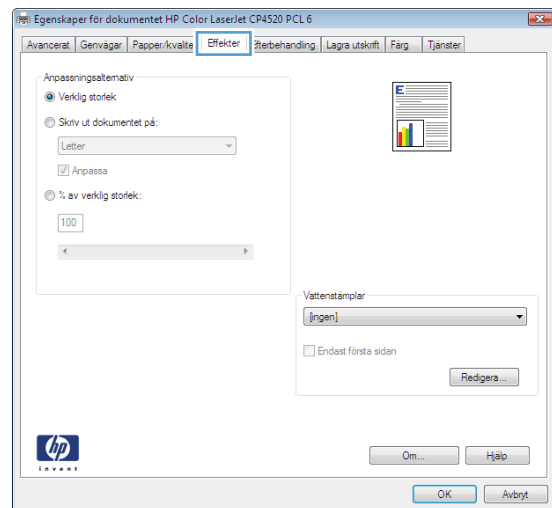 Egenskaper för dokumentet HP Color LaserJet CP4520 PCL 6
Avancerat Genvägar Papper/kvalite Effekter Efterbehandling Lagra utskrift Färg Tjänster
Anpassningsalternativ
Verklig storlek
Skriv ut dokumentet på:
Letter
Anpassa
% av verklig storlek:
100
E
Vattenstämplar
[ingen]
Endast första sidan
Redigera...
hp
invent
Om... Hjälp
OK Avbryt